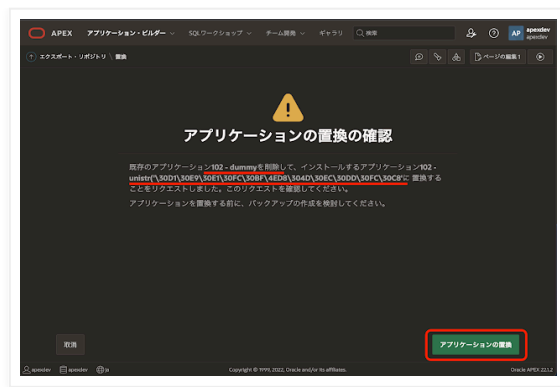 APEX アプリケーション・ビルダー SQLワークショップ チーム開発 ギャラリ 検索 AP apexdev apexdev
エクスポート・リポジトリ \ 置換 ページの編集1
アプリケーションの置換の確認
既存のアプリケーション102 - dummyを削除して、インストールするアプリケーション102 -
unistr('\30D1\30E9\30E1\30FC\30BF\4ED8\304D\30EC\30DD\30FC\30C8'に 置換する
ことをリクエストしました。このリクエストを確認してください。
アプリケーションを置換する前に、バックアップの作成を検討してください。
取消 アプリケーションの置換
apexdev apexdev ja Copyright © 1999, 2022, Oracle and/or its affiliates. Oracle APEX 22.1.2